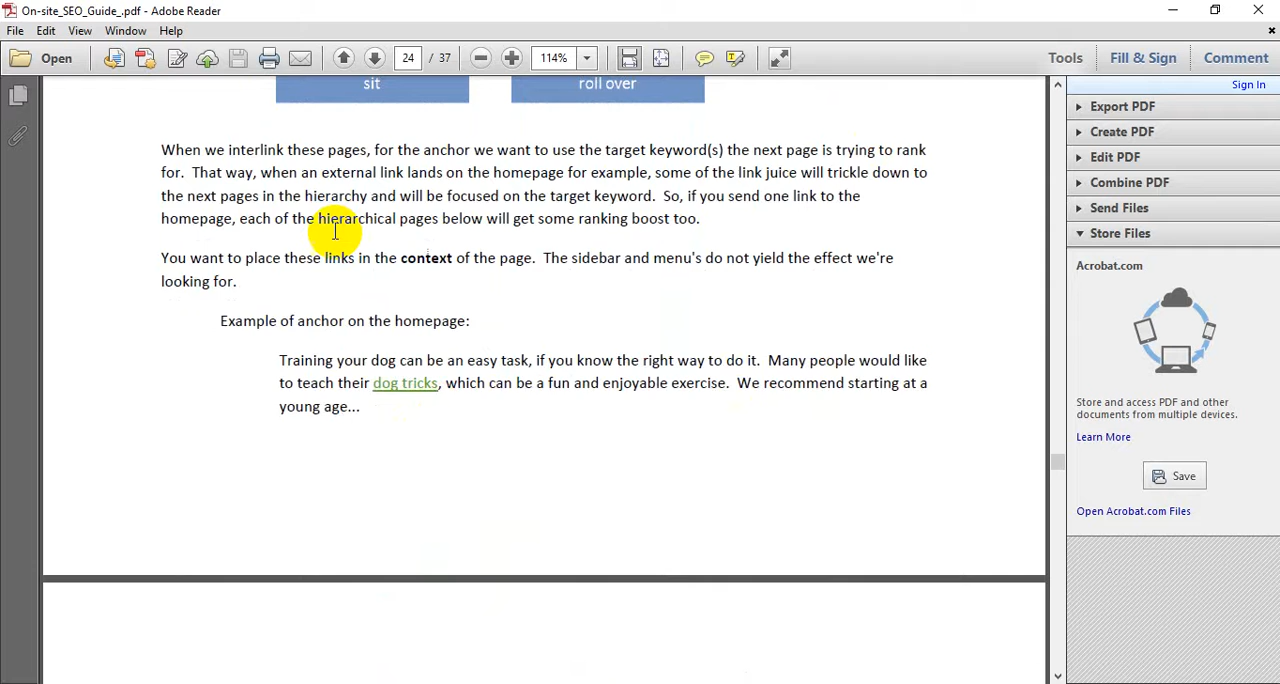 On-site_SEO_Guide_.pdf - Adobe Reader
File Edit View Window Help
Open 24 / 37 114% Tools Fill & Sign Comment
Sign In
sit roll over
When we interlink these pages, for the anchor we want to use the target keyword(s) the next page is trying to rank
for. That way, when an external link lands on the homepage for example, some of the link juice will trickle down to
the next pages in the hierarchy and will be focused on the target keyword. So, if you send one link to the
homepage, each of the hierarchical pages below will get some ranking boost too.
You want to place these links in the context of the page. The sidebar and menu's do not yield the effect we're
looking for.
Example of anchor on the homepage:
Training your dog can be an easy task, if you know the right way to do it. Many people would like
to teach their dog tricks, which can be a fun and enjoyable exercise. We recommend starting at a
young age...
Export PDF
Create PDF
Edit PDF
Combine PDF
Send Files
Store Files
Acrobat.com
Store and access PDF and other
documents from multiple devices.
Learn More
Save
Open Acrobat.com Files